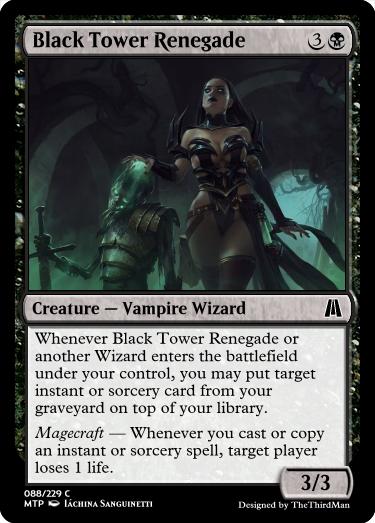 Black Tower Renegade 3
Creature — Vampire Wizard
Whenever Black Tower Renegade or
another Wizard enters the battlefield
under your control, you may put target
instant or sorcery card from your
graveyard on top of your library.
Magecraft — Whenever you cast or copy
an instant or sorcery spell, target player
loses 1 life.
3/3
088/229 C
MTP Iáchina Sanguinetti
Designed by TheThirdMan